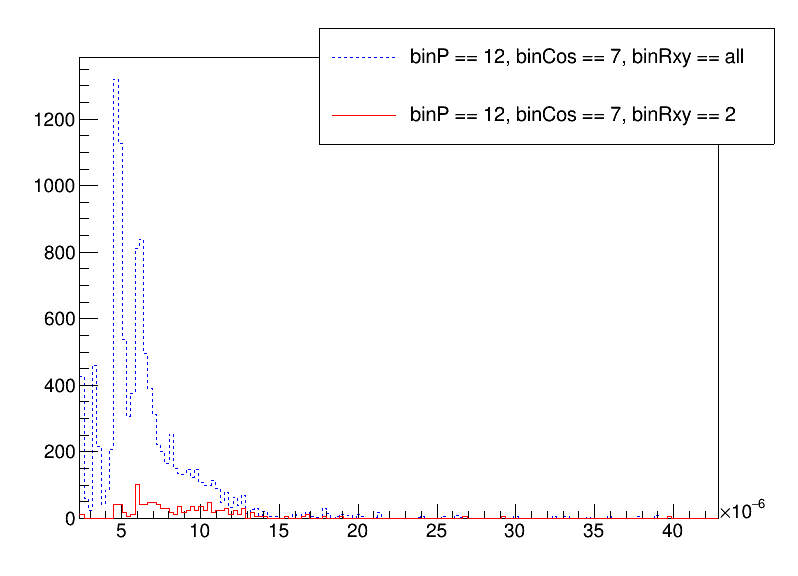 binP == 12, binCos == 7, binRxy == all
binP == 12, binCos == 7, binRxy == 2
1200
1000
800
600
400
200
0
5 10 15 20 25 30 35 40
×10⁻⁶